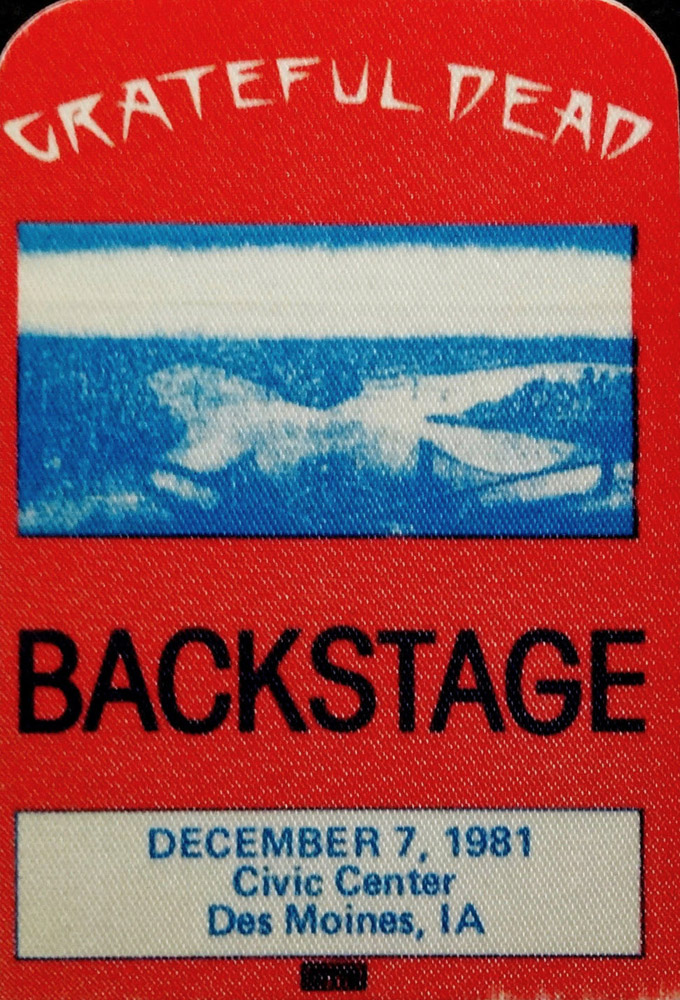 GRATEFUL DEAD
BACKSTAGE
DECEMBER 7, 1981
Civic Center
Des Moines, IA